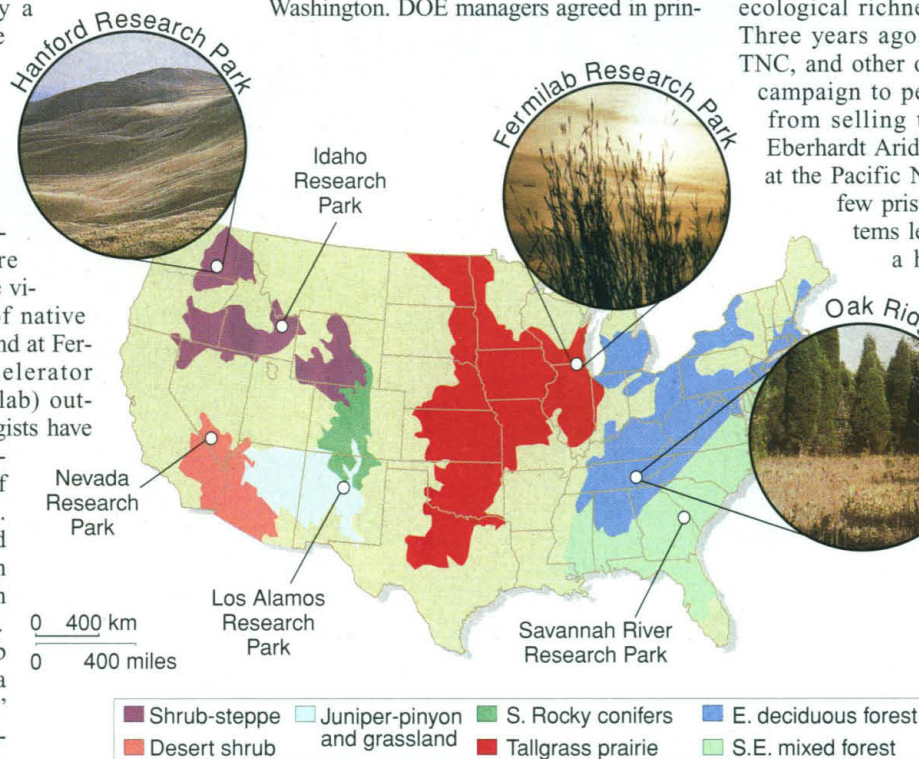 Washington. DOE managers agreed in prin-
y a
e
-
re
e vi-
of native
nd at Fer-
elerator
lab) out-
gists have
-
f
.
d
n
n
.
o
a
’
-
ecological richne
Three years ago
TNC, and other o
campaign to pe
from selling t
Eberhardt Arid
at the Pacific N
few pris
tems le
a h
Hanford Research Park
Fermilab Research Park
Oak Ri
Idaho
Research
Park
Nevada
Research
Park
Los Alamos
Research
Park
Savannah River
Research Park
0 400 km
0 400 miles
Shrub-steppe
Desert shrub
Juniper-pinyon
and grassland
S. Rocky conifers
Tallgrass prairie
E. deciduous forest
S.E. mixed forest